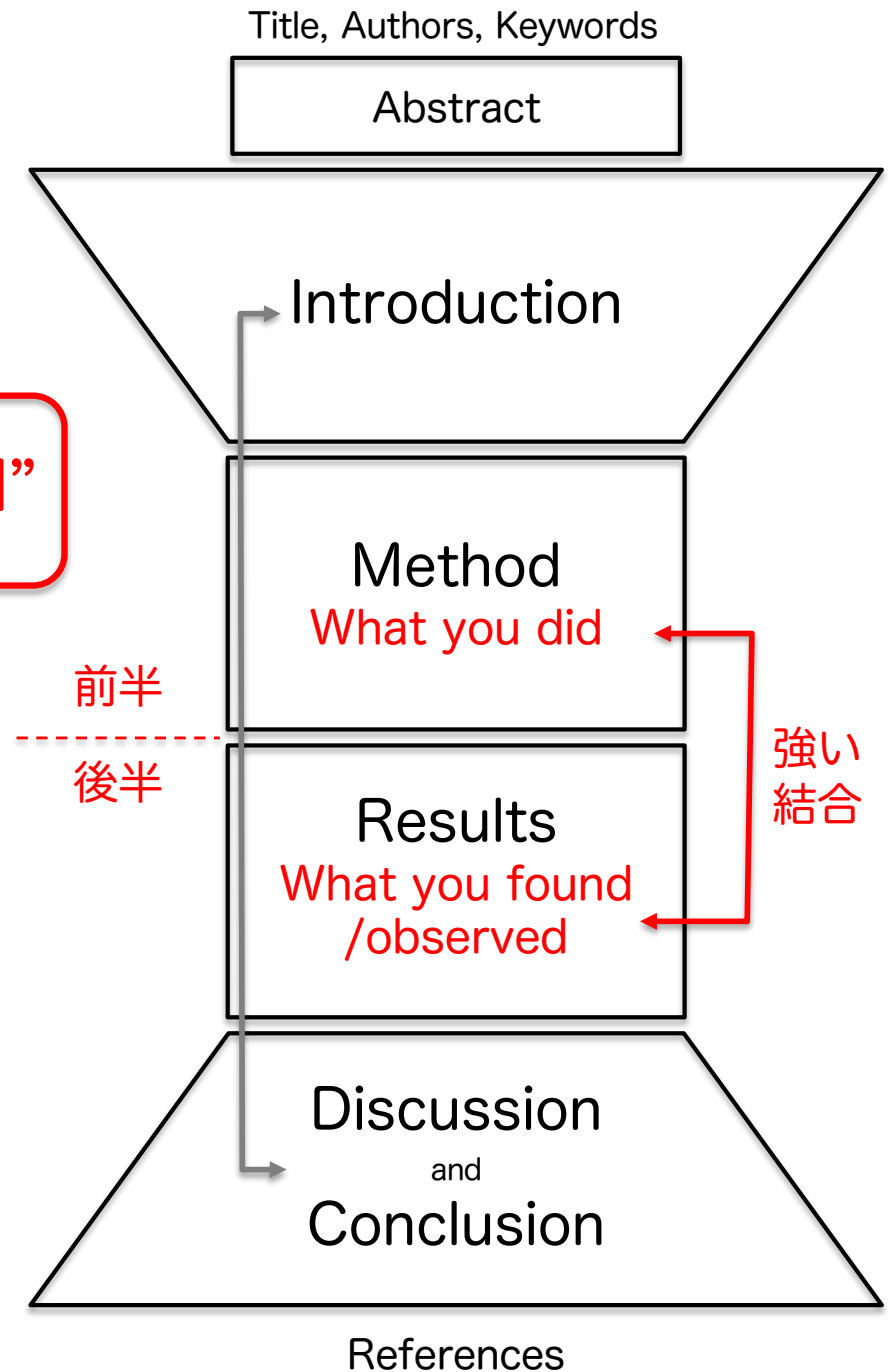 Title, Authors, Keywords
Abstract
Introduction
”
Method
What you did
前半
後半
強い
結合
Results
What you found
/observed
Discussion
and
Conclusion
References